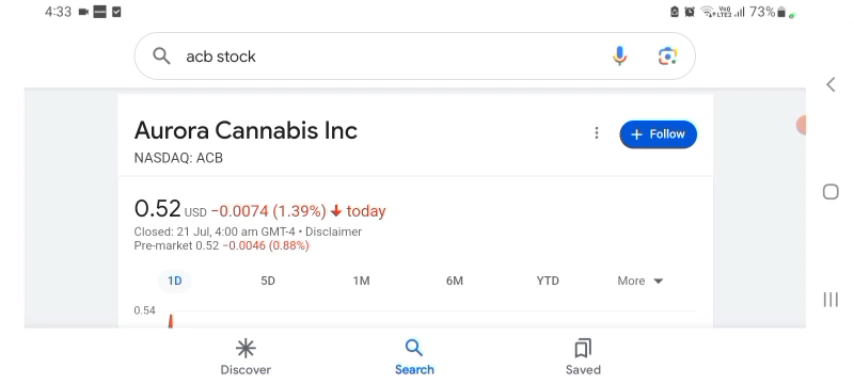 4:33 73%
acb stock
Aurora Cannabis Inc
+ Follow
NASDAQ: ACB
0.52 USD −0.0074 (1.39%) ↓ today
Closed: 21 Jul, 4:00 am GMT-4 • Disclaimer
Pre-market 0.52 −0.0046 (0.88%)
1D 5D 1M 6M YTD More
0.54
Discover Search Saved